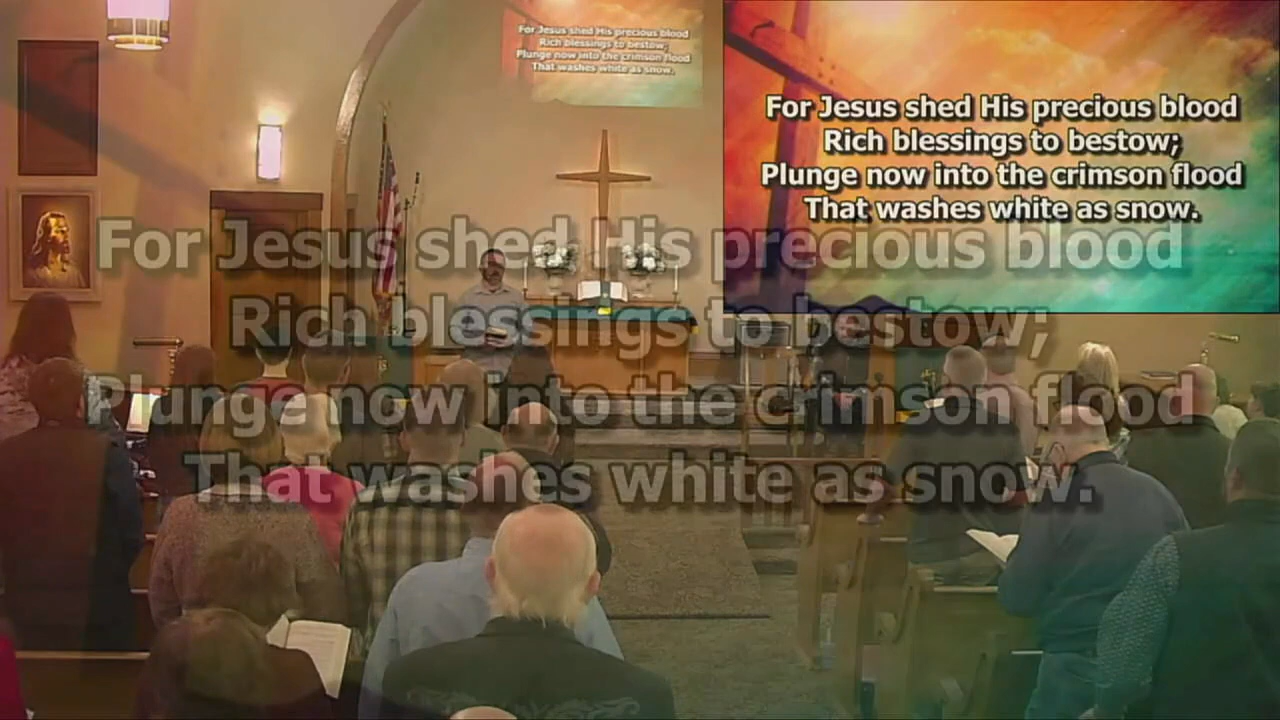 For Jesus shed His precious blood
Rich blessings to bestow;
Plunge now into the crimson flood
That washes white as snow.
For Jesus shed His precious blood
Rich blessings to bestow;
Plunge now into the crimson flood
That washes white as snow.
For Jesus shed His precious blood
Rich blessings to bestow;
Plunge now into the crimson flood
That washes white as snow.